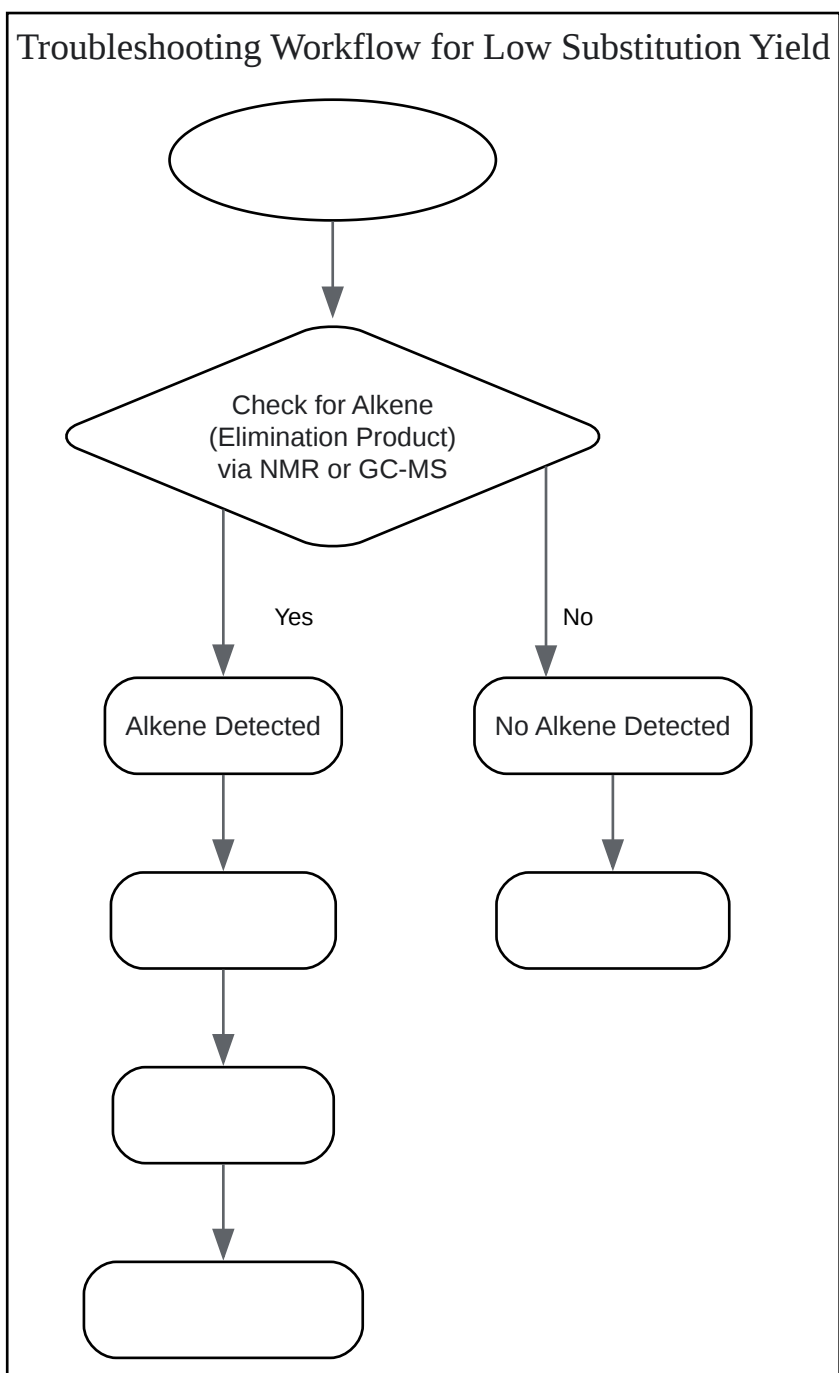 Troubleshooting Workflow for Low Substitution Yield
Check for Alkene
(Elimination Product)
via NMR or GC-MS
Yes
No
Alkene Detected
No Alkene Detected